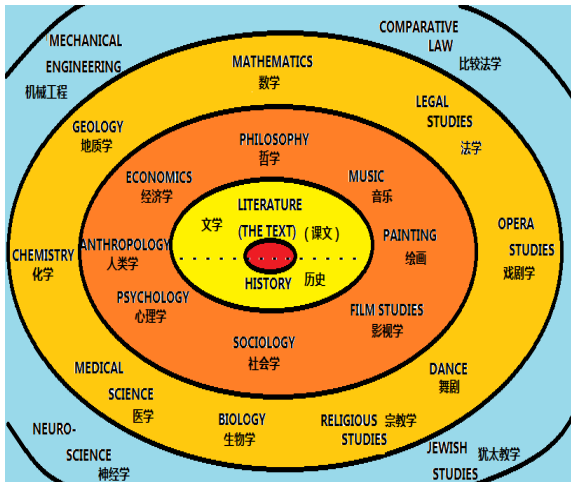 MECHANICAL
ENGINEERING
机械工程
COMPARATIVE
LAW
比较法学
MATHEMATICS
数学
LEGAL
STUDIES
法学
GEOLOGY
地质学
PHILOSOPHY
哲学
ECONOMICS
经济学
MUSIC
音乐
LITERATURE
文学
(THE TEXT) (课文)
OPERA
STUDIES
戏剧学
PAINTING
绘画
ANTHROPOLOGY
人类学
CHEMISTRY
化学
HISTORY
历史
PSYCHOLOGY
心理学
FILM STUDIES
影视学
SOCIOLOGY
社会学
MEDICAL
SCIENCE
医学
DANCE
舞剧
BIOLOGY
生物学
RELIGIOUS 宗教学
STUDIES
NEURO-
SCIENCE
神经学
JEWISH 犹太教学
STUDIES